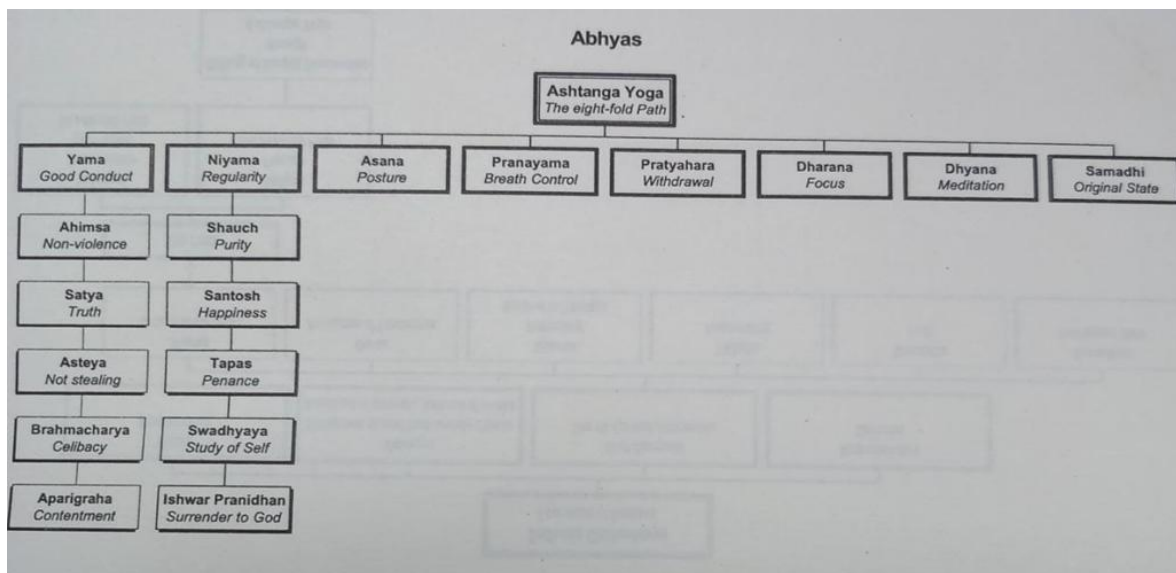 Abhyas
Ashtanga Yoga
The eight-fold Path
Yama
Good Conduct
Niyama
Regularity
Asana
Posture
Pranayama
Breath Control
Pratyahara
Withdrawal
Dharana
Focus
Dhyana
Meditation
Samadhi
Original State
Ahimsa
Non-violence
Satya
Truth
Asteya
Not stealing
Brahmacharya
Celibacy
Aparigraha
Contentment
Shauch
Purity
Santosh
Happiness
Tapas
Penance
Swadhyaya
Study of Self
Ishwar Pranidhan
Surrender to God